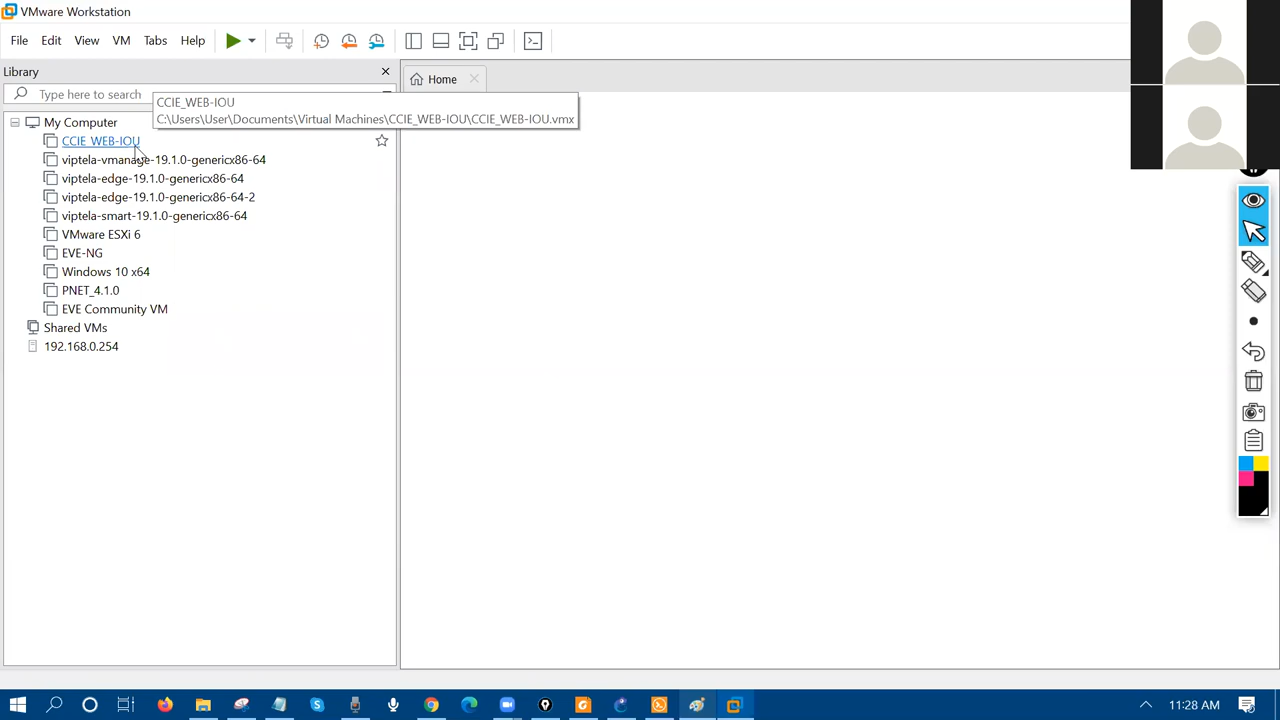 VMware Workstation
File Edit View VM Tabs Help
Library
Home
Type here to search
CCIE_WEB-IOU
C:\Users\User\Documents\Virtual Machines\CCIE_WEB-IOU\CCIE_WEB-IOU.vmx
My Computer
CCIE_WEB-IOU
viptela-vmanage-19.1.0-genericx86-64
viptela-edge-19.1.0-genericx86-64
viptela-edge-19.1.0-genericx86-64-2
viptela-smart-19.1.0-genericx86-64
VMware ESXi 6
EVE-NG
Windows 10 x64
PNET_4.1.0
EVE Community VM
Shared VMs
192.168.0.254
11:28 AM